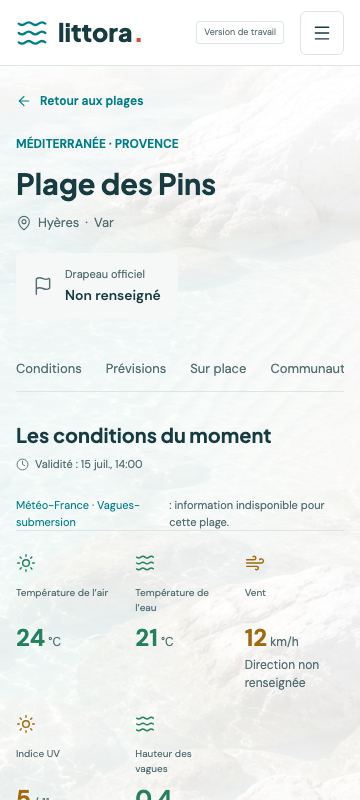 littora.
Version de travail
Retour aux plages
MÉDITERRANÉE · PROVENCE
Plage des Pins
Hyères · Var
Drapeau officiel
Non renseigné
Conditions Prévisions Sur place Communaut
Les conditions du moment
Validité : 15 juil., 14:00
Météo-France · Vagues-
submersion
: information indisponible pour
cette plage.
Température de l’air
24 °C
Température de
l’eau
21 °C
Vent
12 km/h
Direction non
renseignée
Indice UV
5
Hauteur des
vagues
0,4